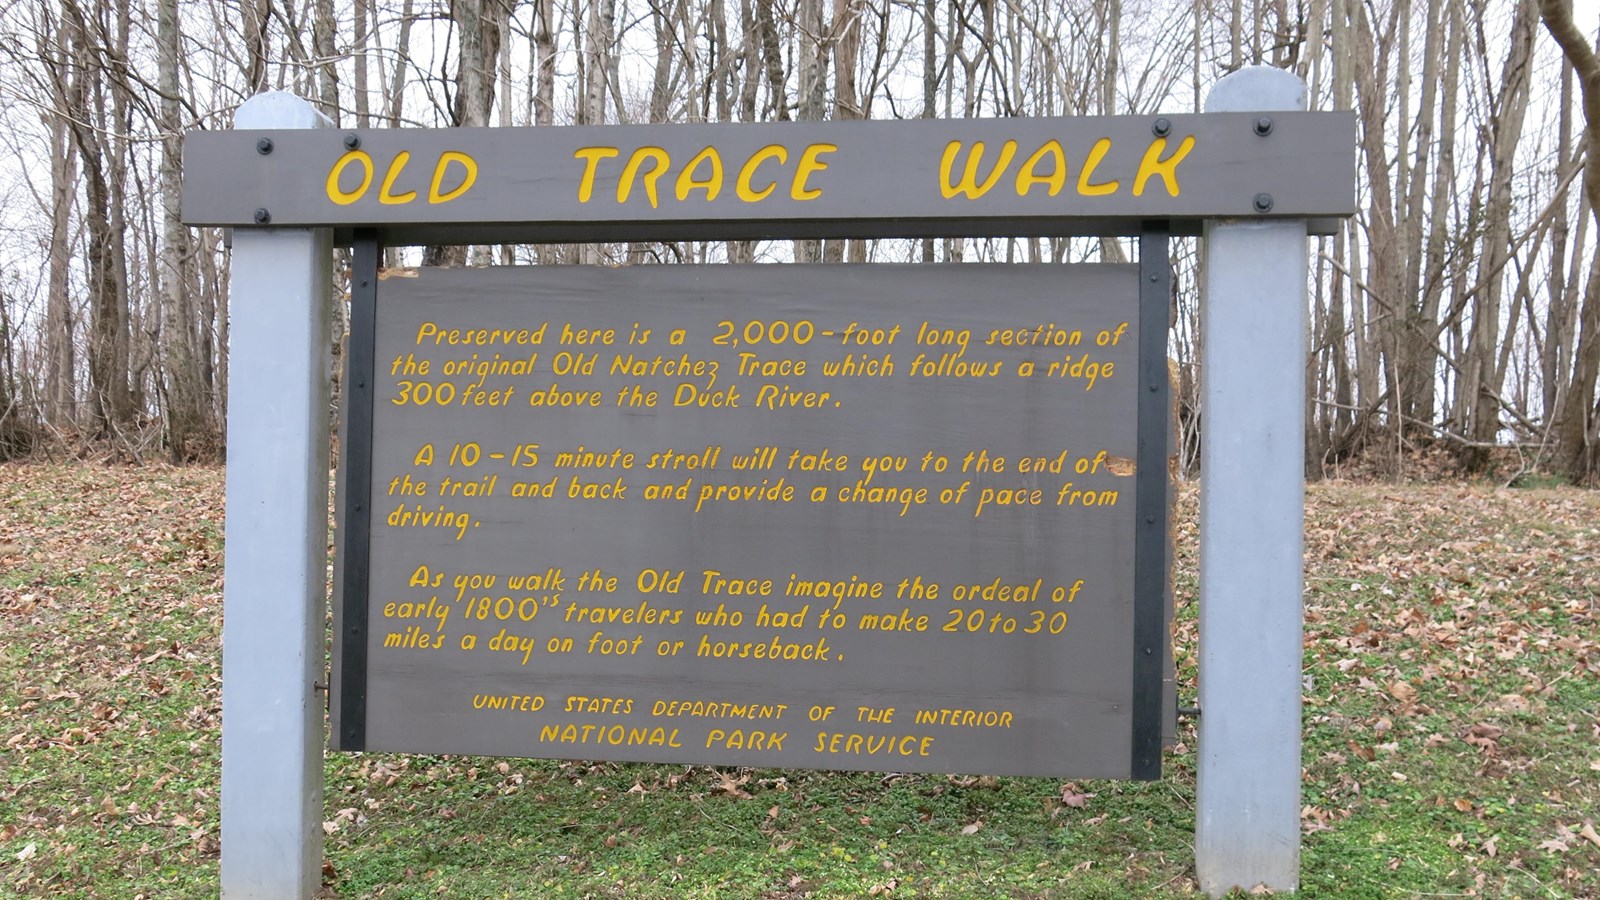 OLD TRACE WALK
Preserved here is a 2,000-foot long section of
the original Old Natchez Trace which follows a ridge
300 feet above the Duck River.
A 10-15 minute stroll will take you to the end of
the trail and back and provide a change of pace from
driving.
As you walk the Old Trace imagine the ordeal of
early 1800's travelers who had to make 20 to 30
miles a day on foot or horseback.
UNITED STATES DEPARTMENT OF THE INTERIOR
NATIONAL PARK SERVICE